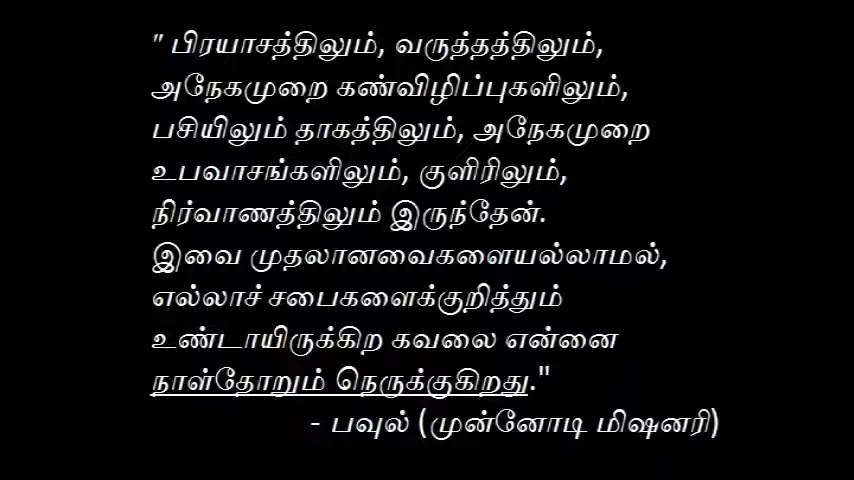 " பிரயாசத்திலும், வருத்தத்திலும்,
அநேகமுறை கண்விழிப்புகளிலும்,
பசியிலும் தாகத்திலும், அநேகமுறை
உபவாசங்களிலும், குளிரிலும்,
நிர்வாணத்திலும் இருந்தேன்.
இவை முதலானவைகளையல்லாமல்,
எல்லாச் சபைகளைக்குறித்தும்
உண்டாயிருக்கிற கவலை என்னை
நாள்தோறும் நெருக்குகிறது."
- பவுல் (முன்னோடி மிஷனரி)